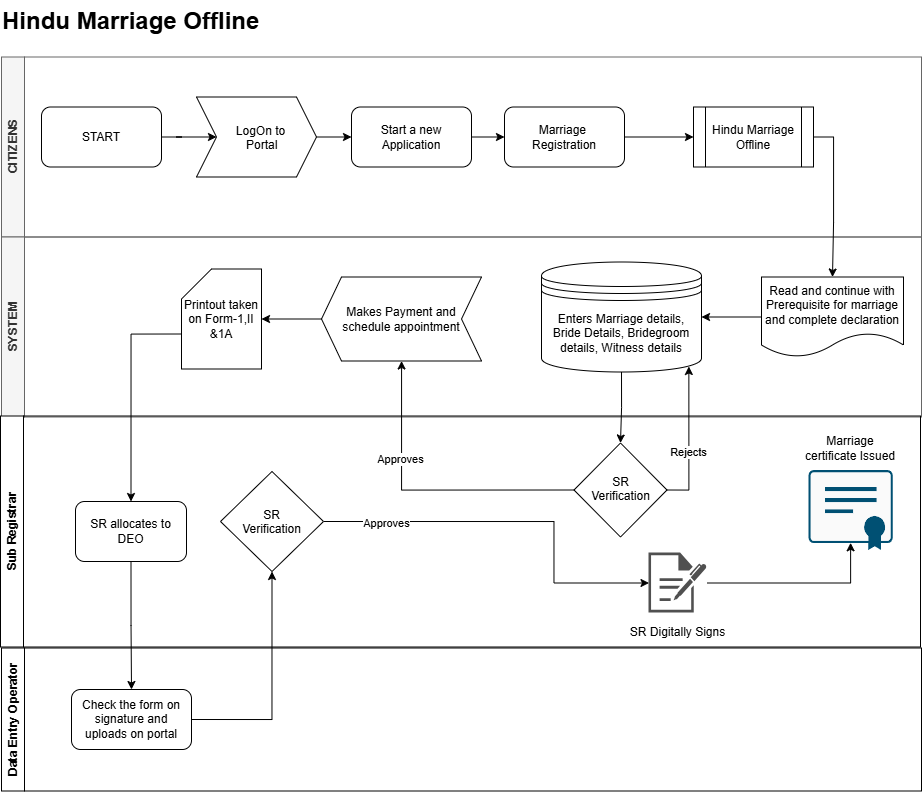 Hindu Marriage Offline
CITIZENS
START
LogOn to
Portal
Start a new
Application
Marriage
Registration
Hindu Marriage
Offline
SYSTEM
Printout taken
on Form-1,II
&1A
Makes Payment and
schedule appointment
Enters Marriage details,
Bride Details, Bridegroom
details, Witness details
Read and continue with
Prerequisite for marriage
and complete declaration
Sub Registrar
SR allocates to
DEO
SR
Verification
Approves
Approves
SR
Verification
Rejects
Marriage
certificate Issued
SR Digitally Signs
Data Entry Operator
Check the form on
signature and
uploads on portal